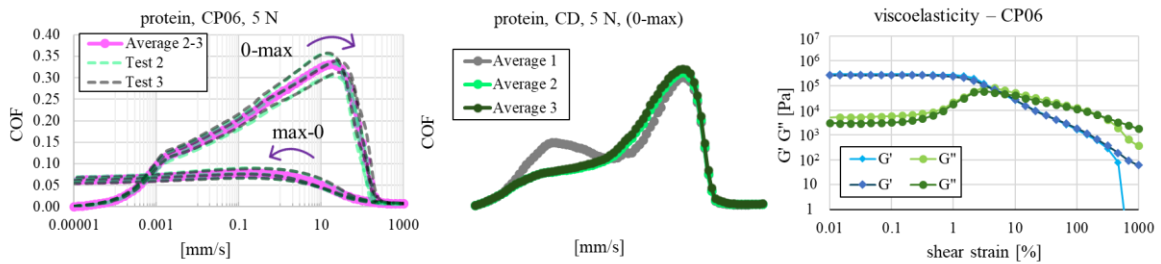 protein, CP06, 5 N
0.40
0.35
0.30
0.25
0.20
0.15
0.10
0.05
0.00
COF
Average 2-3
Test 2
Test 3
0-max
max-0
0.00001 0.001 0.1 10 1000
[mm/s]
protein, CD, 5 N, (0-max)
COF
Average 1
Average 2
Average 3
[mm/s]
viscoelasticity – CP06
10⁷
10⁶
10⁵
10⁴
10³
10²
10¹
1
G' G" [Pa]
G' G"
G' G"
0.01 0.1 1 10 100 1000
shear strain [%]